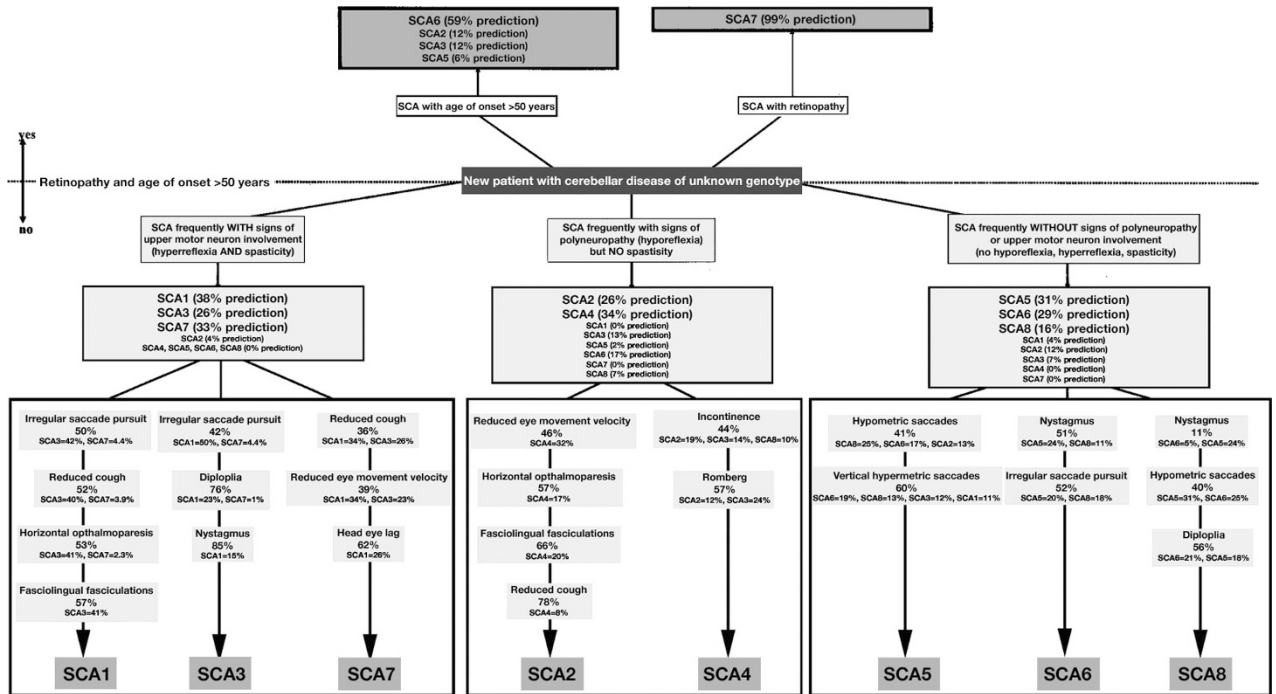 SCA6 (59% prediction)
SCA2 (12% prediction)
SCA3 (12% prediction)
SCA5 (6% prediction)
SCA7 (99% prediction)
SCA with age of onset >50 years
SCA with retinopathy
yes
Retinopathy and age of onset >50 years
no
New patient with cerebellar disease of unknown genotype
SCA frequently WITH signs of
upper motor neuron involvement
(hyperreflexia AND spasticity)
SCA frequently with signs of
polyneuropathy (hyporeflexia)
but NO spastisity
SCA frequently WITHOUT signs of polyneuropathy
or upper motor neuron involvement
(no hyporeflexia, hyperreflexia, spasticity)
SCA1 (38% prediction)
SCA3 (26% prediction)
SCA7 (33% prediction)
SCA2 (4% prediction)
SCA4, SCA5, SCA6, SCA8 (0% prediction)
SCA2 (26% prediction)
SCA4 (34% prediction)
SCA1 (0% prediction)
SCA3 (13% prediction)
SCA5 (2% prediction)
SCA6 (17% prediction)
SCA7 (0% prediction)
SCA8 (7% prediction)
SCA5 (31% prediction)
SCA6 (29% prediction)
SCA8 (16% prediction)
SCA1 (4% prediction)
SCA2 (12% prediction)
SCA3 (7% prediction)
SCA4 (0% prediction)
SCA7 (0% prediction)
Irregular saccade pursuit
50%
SCA3=42%, SCA7=4.4%
Reduced cough
52%
SCA3=40%, SCA7=3.9%
Horizontal opthalmoparesis
53%
SCA3=41%, SCA7=2.3%
Fasciolingual fasciculations
57%
SCA3=41%
SCA1
Irregular saccade pursuit
42%
SCA1=50%, SCA7=4.4%
Diploplia
76%
SCA1=23%, SCA7=1%
Nystagmus
85%
SCA1=15%
SCA3
Reduced cough
36%
SCA1=34%, SCA3=26%
Reduced eye movement velocity
39%
SCA1=34%, SCA3=23%
Head eye lag
62%
SCA1=26%
SCA7
Reduced eye movement velocity
46%
SCA4=32%
Horizontal opthalmoparesis
57%
SCA4=17%
Fasciolingual fasciculations
66%
SCA4=20%
Reduced cough
78%
SCA4=8%
SCA2
Incontinence
44%
SCA2=19%, SCA3=14%, SCA8=10%
Romberg
57%
SCA2=12%, SCA3=24%
SCA4
Hypometric saccades
41%
SCA8=25%, SCA6=17%, SCA2=13%
Vertical hypermetric saccades
60%
SCA6=19%, SCA8=13%, SCA3=12%, SCA1=11%
SCA5
Nystagmus
51%
SCA5=24%, SCA8=11%
Irregular saccade pursuit
52%
SCA5=20%, SCA8=18%
SCA6
Nystagmus
11%
SCA6=5%, SCA5=24%
Hypometric saccades
40%
SCA5=31%, SCA6=25%
Diploplia
56%
SCA6=21%, SCA5=18%
SCA8